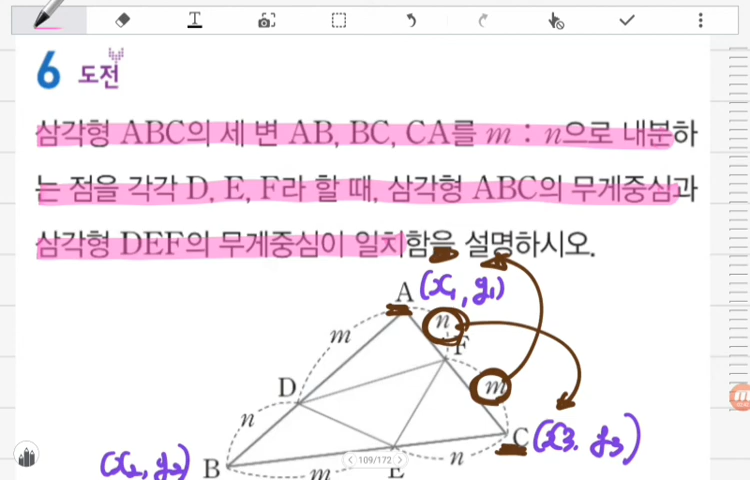 T
6 도전
삼각형 ABC의 세 변 AB, BC, CA를 m : n으로 내분하
는 점을 각각 D, E, F라 할 때, 삼각형 ABC의 무게중심과
삼각형 DEF의 무게중심이 일치함을 설명하시오.
A (x₁, y₁)
n
m
F
D
m
n
C (x3, y3)
(x₂, y₂) B
m
109/172
E
n